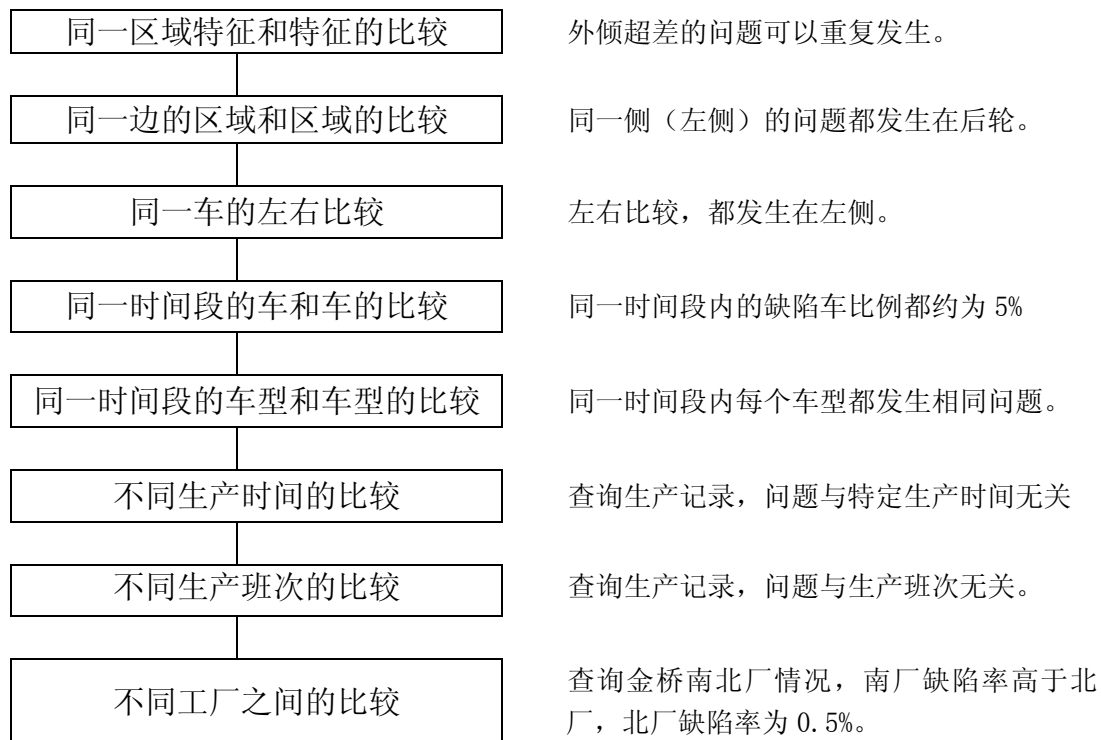 同一区域特征和特征的比较
外倾超差的问题可以重复发生。
同一边的区域和区域的比较
同一侧（左侧）的问题都发生在后轮。
同一车的左右比较
左右比较，都发生在左侧。
同一时间段的车和车的比较
同一时间段内的缺陷车比例都约为 5%
同一时间段的车型和车型的比较
同一时间段内每个车型都发生相同问题。
不同生产时间的比较
查询生产记录，问题与特定生产时间无关
不同生产班次的比较
查询生产记录，问题与生产班次无关。
不同工厂之间的比较
查询金桥南北厂情况，南厂缺陷率高于北
厂，北厂缺陷率为 0.5%。